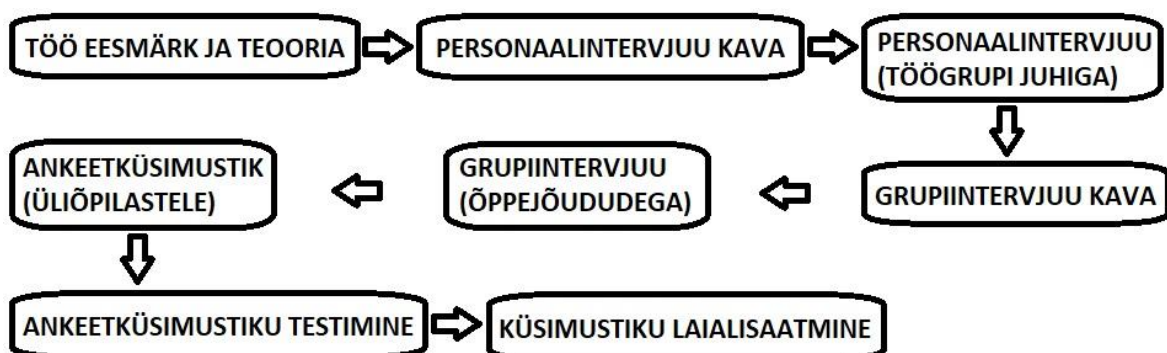 TÖÖ EESMÄRK JA TEOORIA
PERSONAALINTERVJUU KAVA
PERSONAALINTERVJUU
(TÖÖGRUPI JUHIGA)
GRUPIINTERVJUU KAVA
GRUPIINTERVJUU
(ÕPPEJÕUDUDEGA)
ANKEETKÜSIMUSTIK
(ÜLIÕPILASTELE)
ANKEETKÜSIMUSTIKU TESTIMINE
KÜSIMUSTIKU LAIALISAATMINE